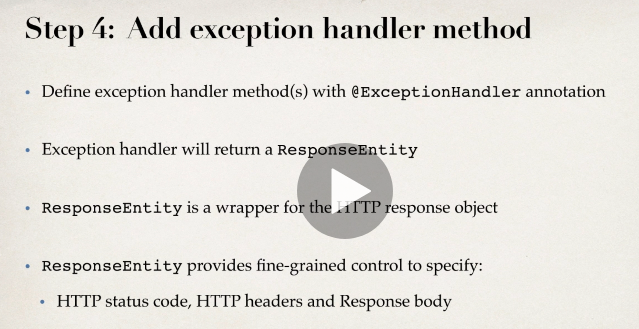 Step 4: Add exception handler method
• Define exception handler method(s) with @ExceptionHandler annotation
• Exception handler will return a ResponseEntity
• ResponseEntity is a wrapper for the HTTP response object
• ResponseEntity provides fine-grained control to specify:
• HTTP status code, HTTP headers and Response body